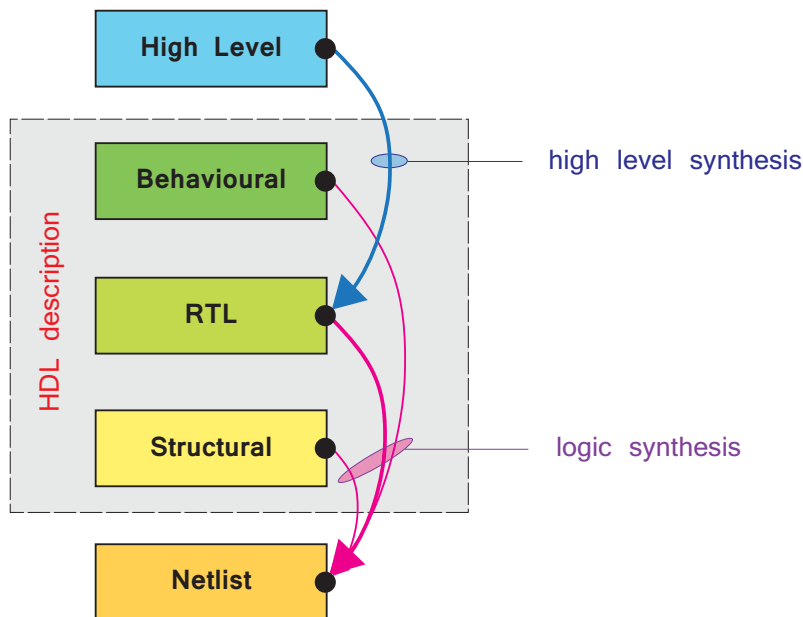 High Level
high level synthesis
Behavioural
HDL description
RTL
Structural
logic synthesis
Netlist